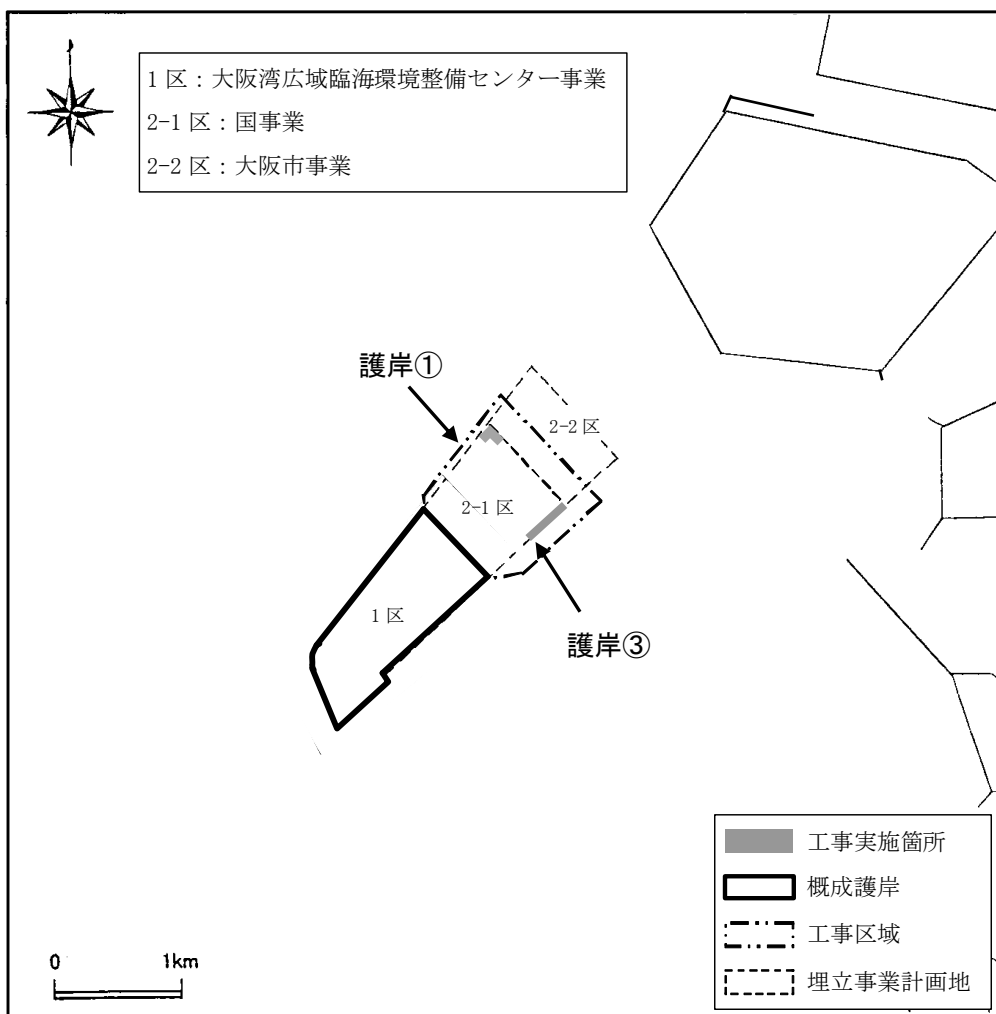 1 区：大阪湾広域臨海環境整備センター事業
2-1 区：国事業
2-2 区：大阪市事業
護岸①
2-2 区
2-1 区
1 区
護岸③
工事実施箇所
概成護岸
工事区域
埋立事業計画地
0 1km